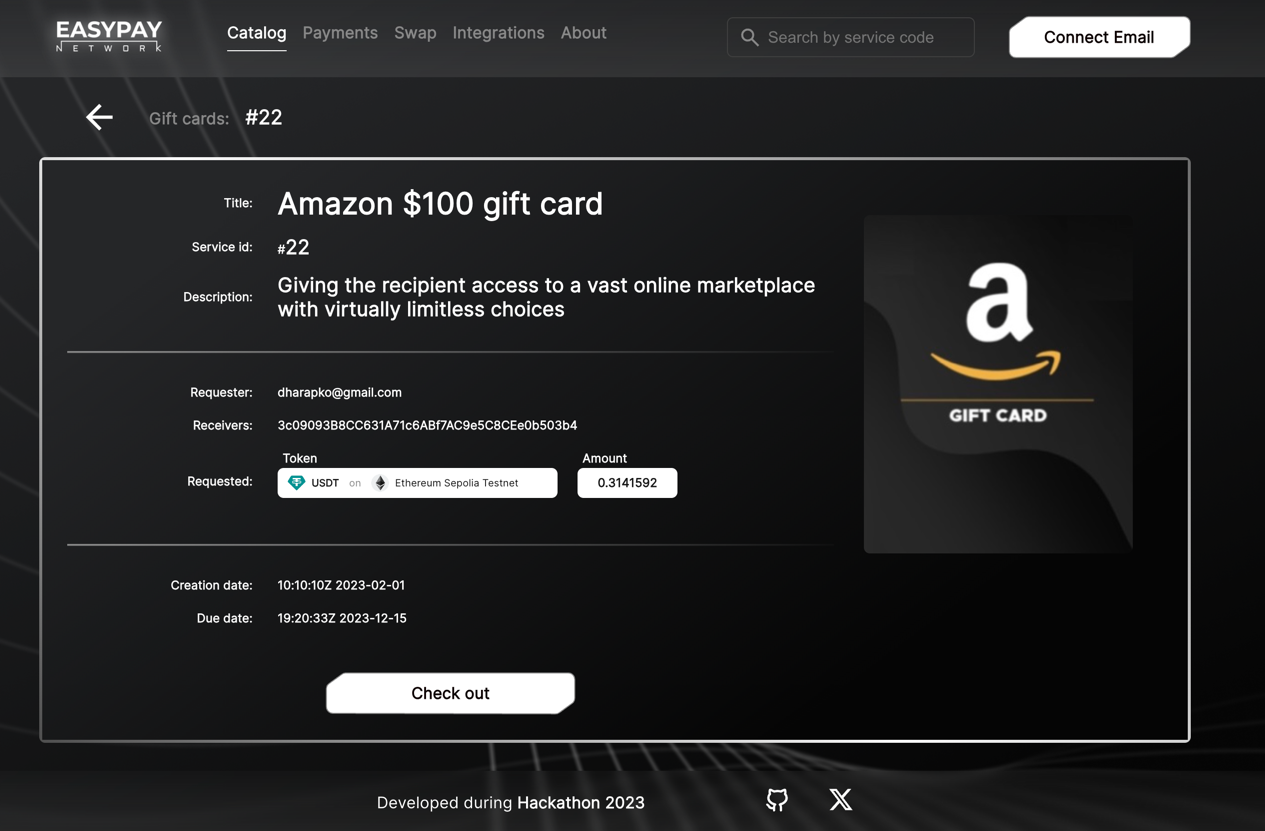 EASYPAY
NETWORK
Catalog Payments Swap Integrations About
Search by service code
Connect Email
Gift cards: #22
Title: Amazon $100 gift card
Service id: #22
Description: Giving the recipient access to a vast online marketplace
with virtually limitless choices
a
GIFT CARD
Requester: dharapko@gmail.com
Receivers: 3c09093B8CC631A71c6ABf7AC9e5C8CEe0b503b4
Token Amount
Requested: USDT on Ethereum Sepolia Testnet 0.3141592
Creation date: 10:10:10Z 2023-02-01
Due date: 19:20:33Z 2023-12-15
Check out
Developed during Hackathon 2023